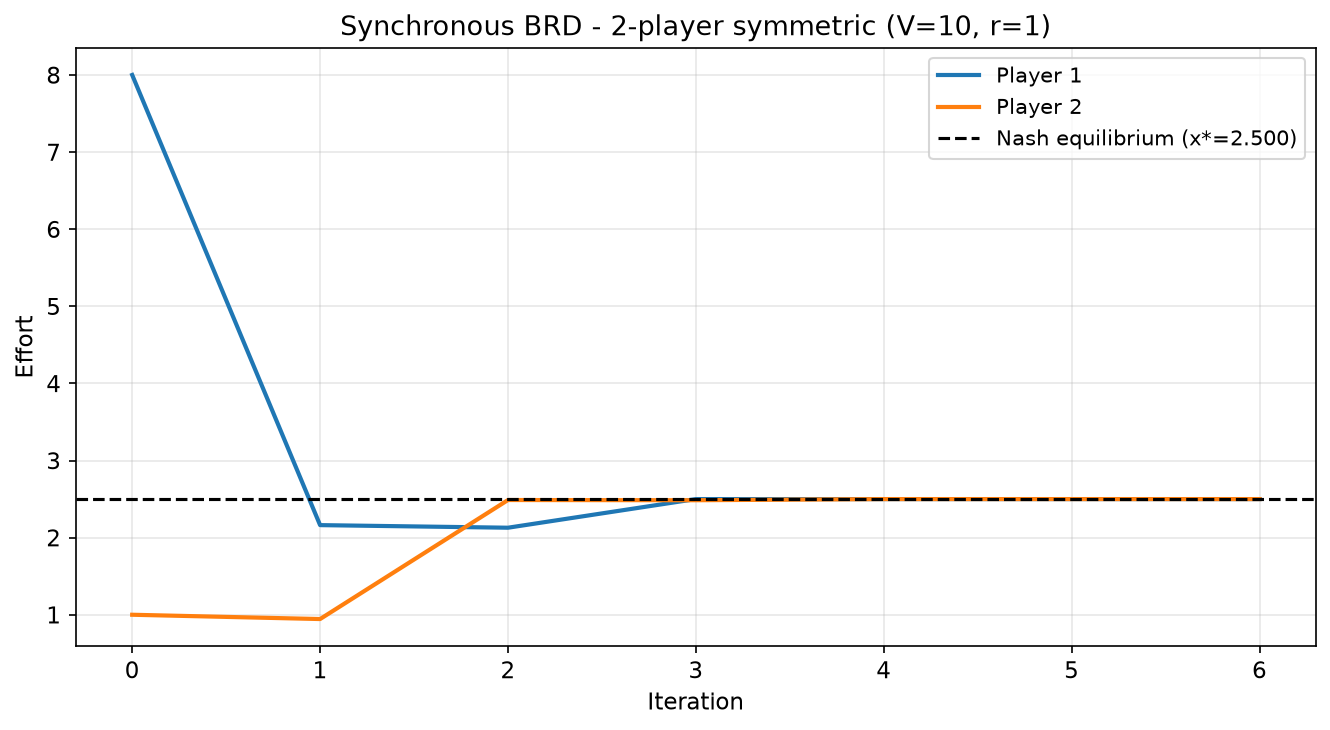 Synchronous BRD - 2-player symmetric (V=10, r=1)
Player 1
Player 2
Nash equilibrium (x*=2.500)
8
7
6
5
4
3
2
1
Effort
0 1 2 3 4 5 6
Iteration